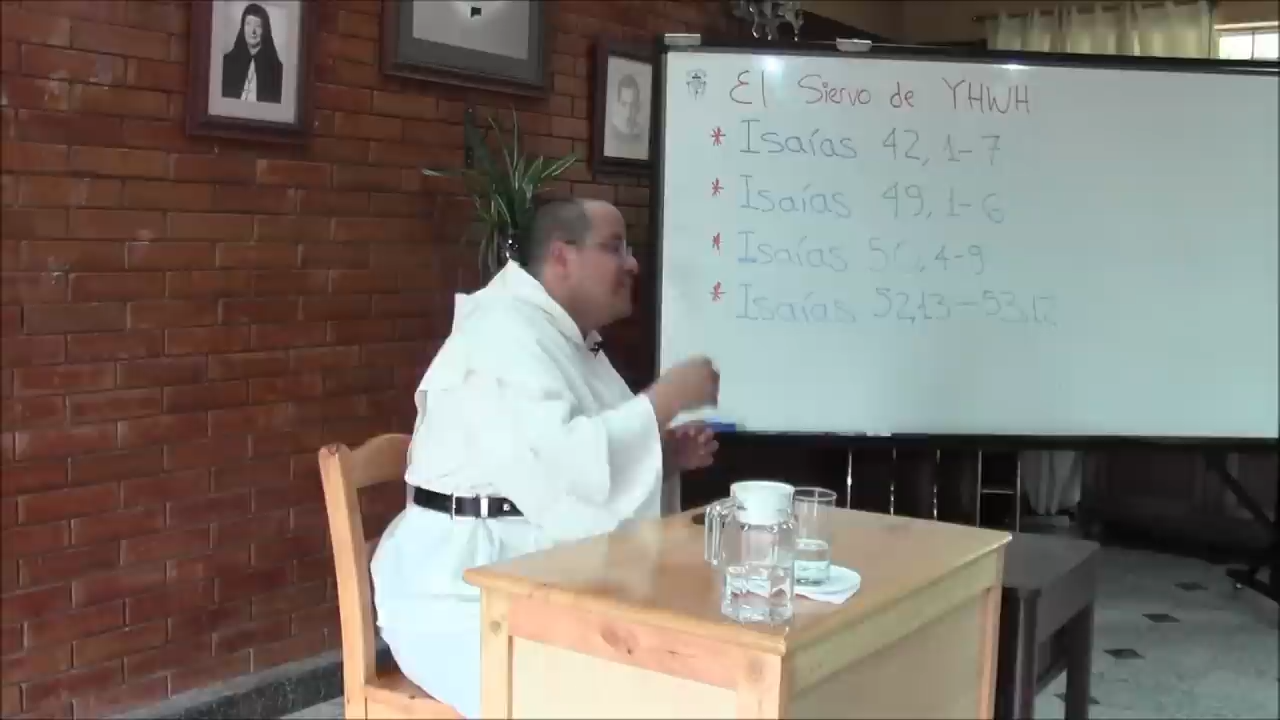 El Siervo de YHWH
* Isaías 42, 1-7
* Isaías 49, 1-6
* Isaías 50, 4-9
* Isaías 52,13-53,12